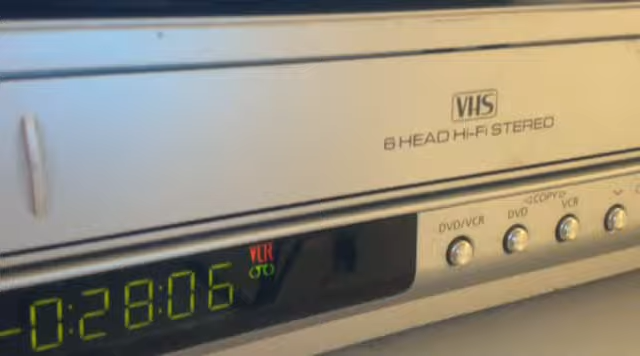 VHS
6 HEAD Hi-Fi STEREO
◁COPY▷
DVD/VCR DVD VCR
VCR
-0:28:06